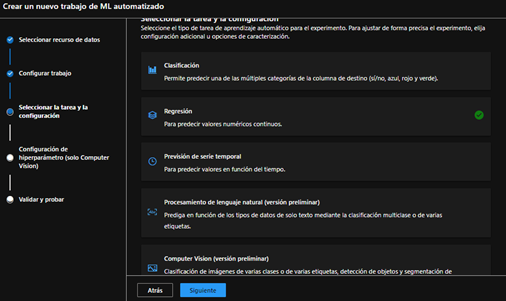 Crear un nuevo trabajo de ML automatizado
Seleccionar la tarea y la configuración
Seleccione el tipo de tarea de aprendizaje automático para el experimento. Para ajustar de forma precisa el experimento, elija
configuración adicional u opciones de caracterización.
Seleccionar recurso de datos
Configurar trabajo
Seleccionar la tarea y la
configuración
Configuración de
hiperparámetro (solo Computer
Vision)
Validar y probar
Clasificación
Permite predecir una de las múltiples categorías de la columna de destino (sí/no, azul, rojo y verde).
Regresión
Para predecir valores numéricos continuos.
Previsión de serie temporal
Para predecir valores en función del tiempo.
Procesamiento de lenguaje natural (versión preliminar)
Prediga en función de los tipos de datos de solo texto mediante la clasificación multiclase o de varias
etiquetas.
Computer Vision (versión preliminar)
Clasificación de imágenes de varias clases o de varias etiquetas, detección de objetos y segmentación de
Atrás
Siguiente